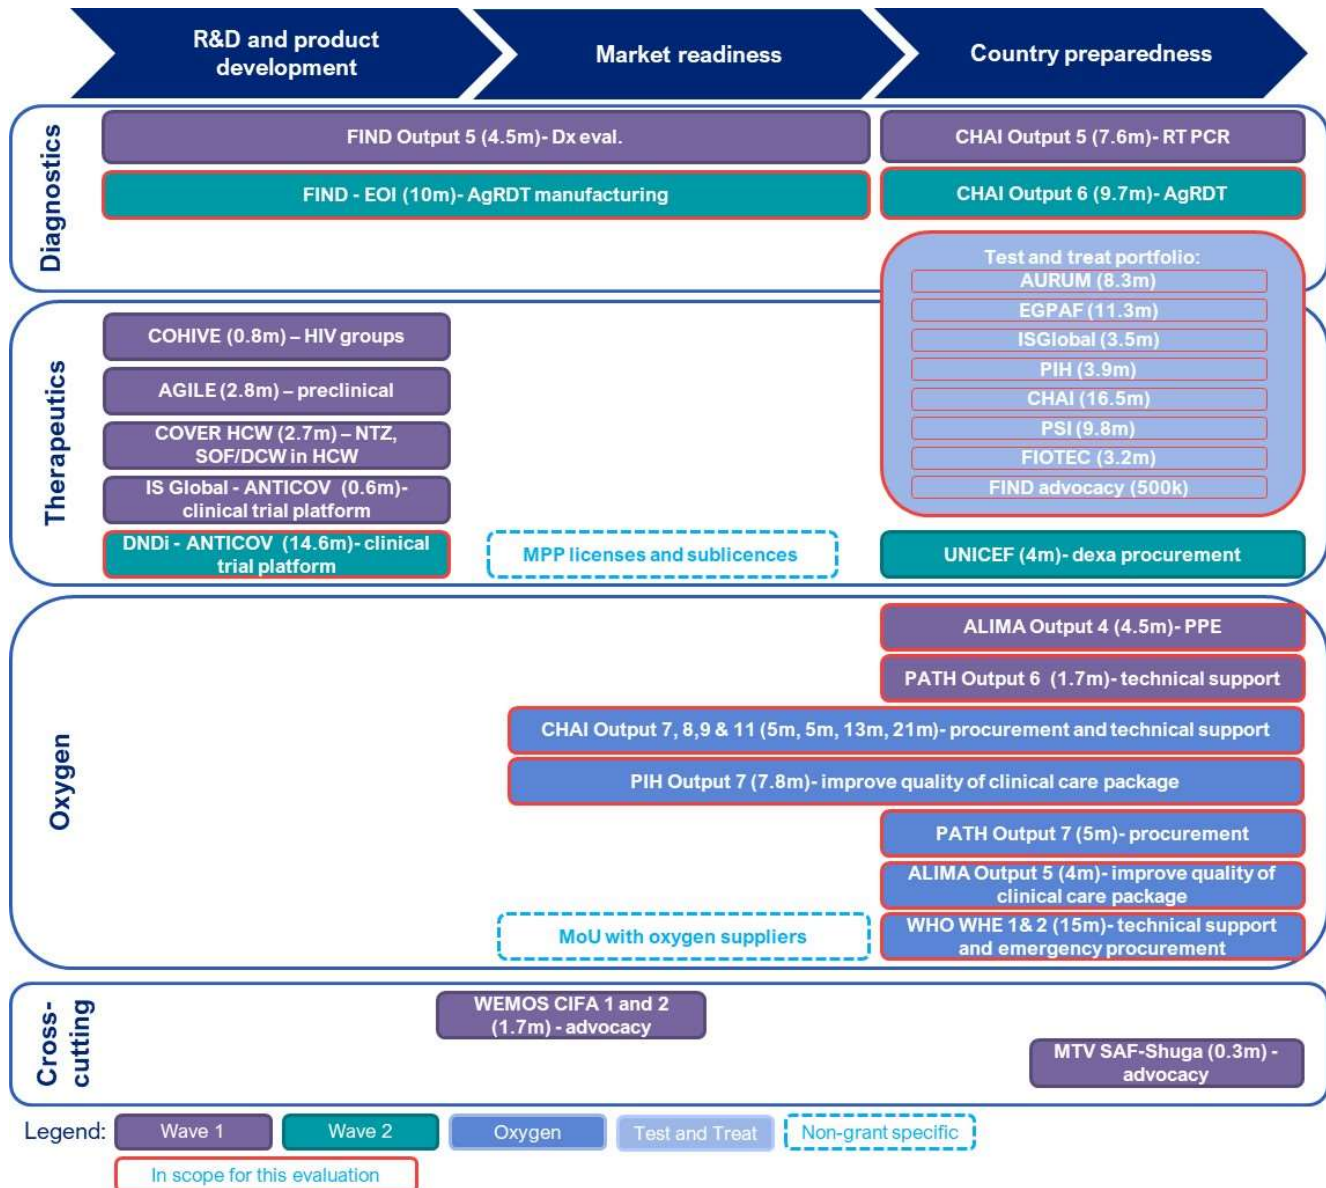 R&D and product
development
Market readiness
Country preparedness
Diagnostics
FIND Output 5 (4.5m)- Dx eval.
CHAI Output 5 (7.6m)- RT PCR
FIND - EOI (10m)- AgRDT manufacturing
CHAI Output 6 (9.7m)- AgRDT
Test and treat portfolio:
AURUM (8.3m)
EGPAF (11.3m)
ISGlobal (3.5m)
PIH (3.9m)
CHAI (16.5m)
PSI (9.8m)
FIOTEC (3.2m)
FIND advocacy (500k)
Therapeutics
COHIVE (0.8m) – HIV groups
AGILE (2.8m) – preclinical
COVER HCW (2.7m) – NTZ,
SOF/DCW in HCW
IS Global - ANTICOV (0.6m)-
clinical trial platform
DNDi - ANTICOV (14.6m)- clinical
trial platform
MPP licenses and sublicences
UNICEF (4m)- dexa procurement
Oxygen
ALIMA Output 4 (4.5m)- PPE
PATH Output 6 (1.7m)- technical support
CHAI Output 7, 8,9 & 11 (5m, 5m, 13m, 21m)- procurement and technical support
PIH Output 7 (7.8m)- improve quality of clinical care package
PATH Output 7 (5m)- procurement
ALIMA Output 5 (4m)- improve quality of
clinical care package
MoU with oxygen suppliers
WHO WHE 1& 2 (15m)- technical support
and emergency procurement
Cross-
cutting
WEMOS CIFA 1 and 2
(1.7m) - advocacy
MTV SAF-Shuga (0.3m) -
advocacy
Legend:
Wave 1
Wave 2
Oxygen
Test and Treat
Non-grant specific
In scope for this evaluation